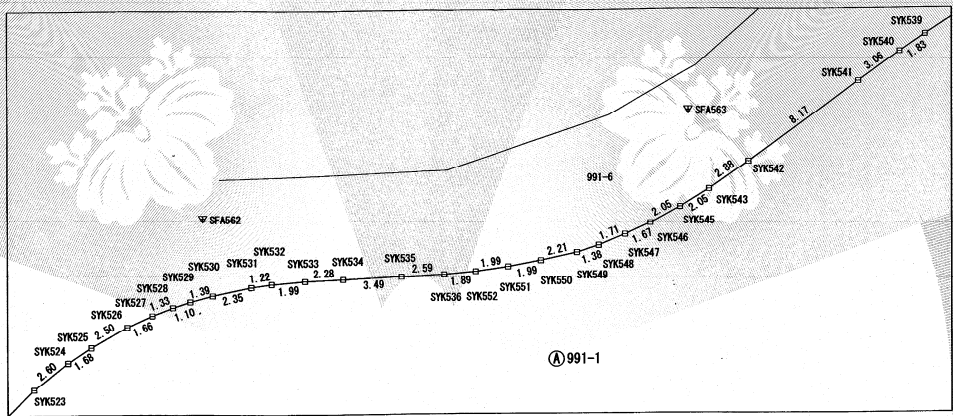 SYK539
SYK540
1.83
3.06
SYK541
8.17
SFA563
SYK542
2.38
991-6
SYK543
2.05
2.05
SYK545
SYK546
1.67
1.71
SYK547
SYK548
1.38
SYK549
2.21
SYK550
1.99
SYK551
1.99
SYK552
1.89
SYK536
2.59
SYK535
3.49
SYK534
2.28
SYK533
1.99
SYK532
1.22
SYK531
2.35
SYK530
1.39
SYK529
1.10
SYK528
1.33
SYK527
1.66
SYK526
2.50
SYK525
1.68
SYK524
2.60
SYK523
SFA562
Ⓐ 991-1